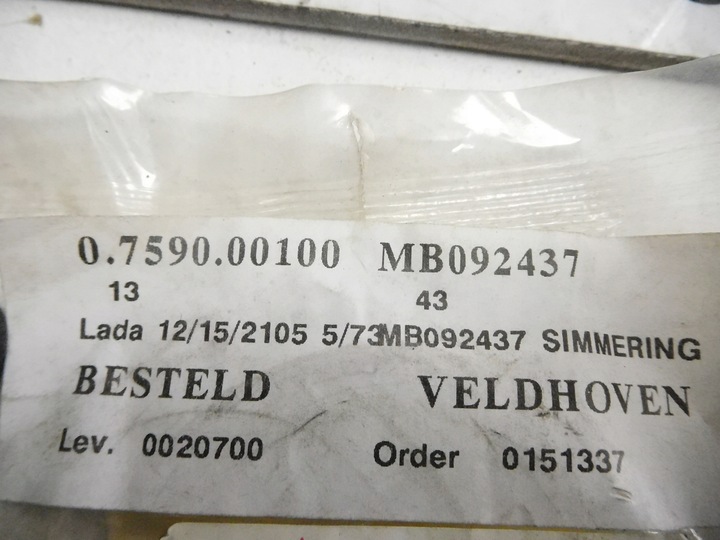 0.7590.00100 MB092437
13 43
Lada 12/15/2105 5/73MB092437 SIMMERING
BESTELD VELDHOVEN
Lev. 0020700 Order 0151337